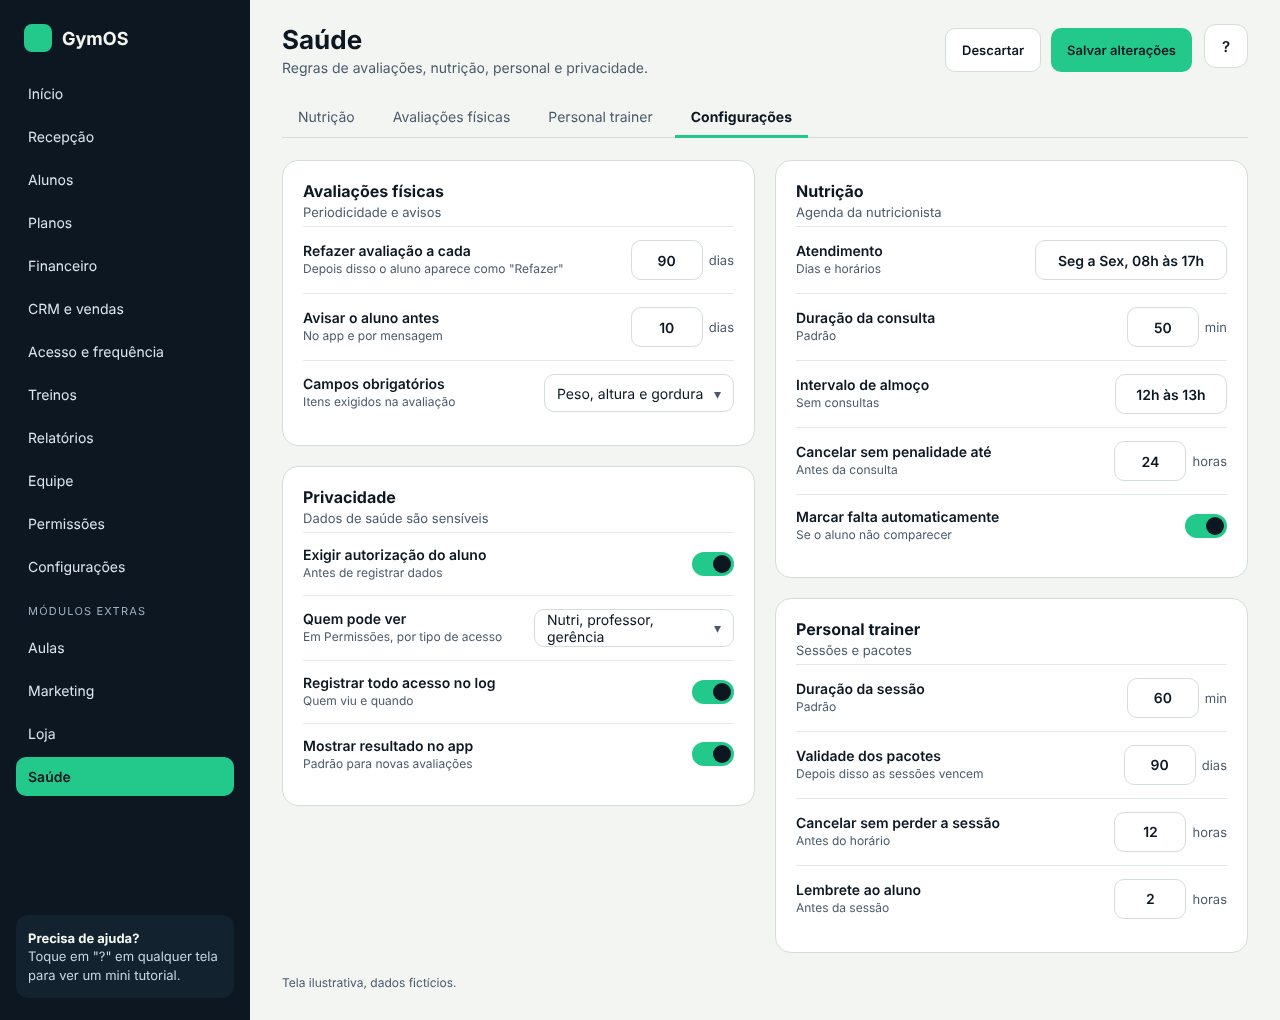 GymOS
Início
Recepção
Alunos
Planos
Financeiro
CRM e vendas
Acesso e frequência
Treinos
Relatórios
Equipe
Permissões
Configurações
MÓDULOS EXTRAS
Aulas
Marketing
Loja
Saúde
Precisa de ajuda?
Toque em "?" em qualquer tela
para ver um mini tutorial.
Saúde
Regras de avaliações, nutrição, personal e privacidade.
Descartar
Salvar alterações
?
Nutrição
Avaliações físicas
Personal trainer
Configurações
Avaliações físicas
Periodicidade e avisos
Refazer avaliação a cada
Depois disso o aluno aparece como "Refazer"
90 dias
Avisar o aluno antes
No app e por mensagem
10 dias
Campos obrigatórios
Itens exigidos na avaliação
Peso, altura e gordura ▾
Privacidade
Dados de saúde são sensíveis
Exigir autorização do aluno
Antes de registrar dados
Quem pode ver
Em Permissões, por tipo de acesso
Nutri, professor,
gerência ▾
Registrar todo acesso no log
Quem viu e quando
Mostrar resultado no app
Padrão para novas avaliações
Nutrição
Agenda da nutricionista
Atendimento
Dias e horários
Seg a Sex, 08h às 17h
Duração da consulta
Padrão
50 min
Intervalo de almoço
Sem consultas
12h às 13h
Cancelar sem penalidade até
Antes da consulta
24 horas
Marcar falta automaticamente
Se o aluno não comparecer
Personal trainer
Sessões e pacotes
Duração da sessão
Padrão
60 min
Validade dos pacotes
Depois disso as sessões vencem
90 dias
Cancelar sem perder a sessão
Antes do horário
12 horas
Lembrete ao aluno
Antes da sessão
2 horas
Tela ilustrativa, dados fictícios.